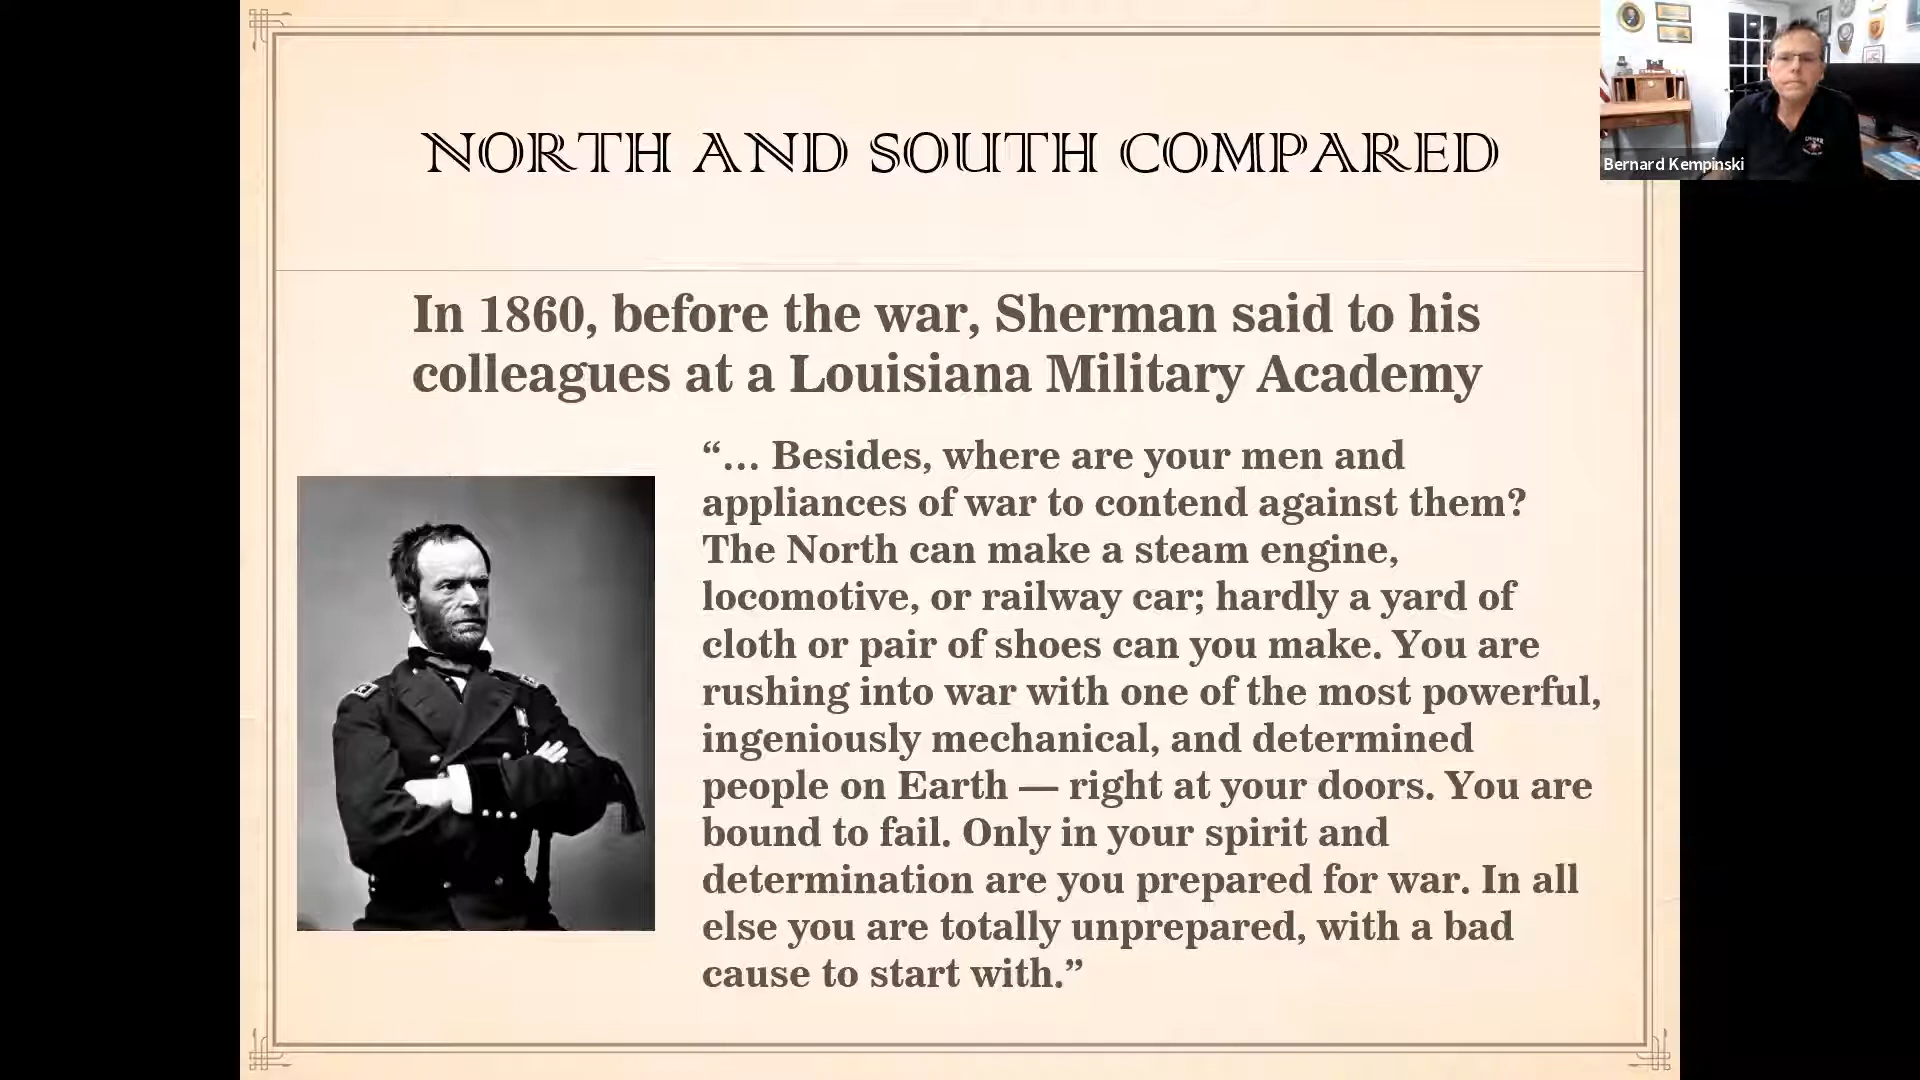 NORTH AND SOUTH COMPARED
Bernard Kempinski
In 1860, before the war, Sherman said to his
colleagues at a Louisiana Military Academy
“… Besides, where are your men and
appliances of war to contend against them?
The North can make a steam engine,
locomotive, or railway car; hardly a yard of
cloth or pair of shoes can you make. You are
rushing into war with one of the most powerful,
ingeniously mechanical, and determined
people on Earth — right at your doors. You are
bound to fail. Only in your spirit and
determination are you prepared for war. In all
else you are totally unprepared, with a bad
cause to start with.”